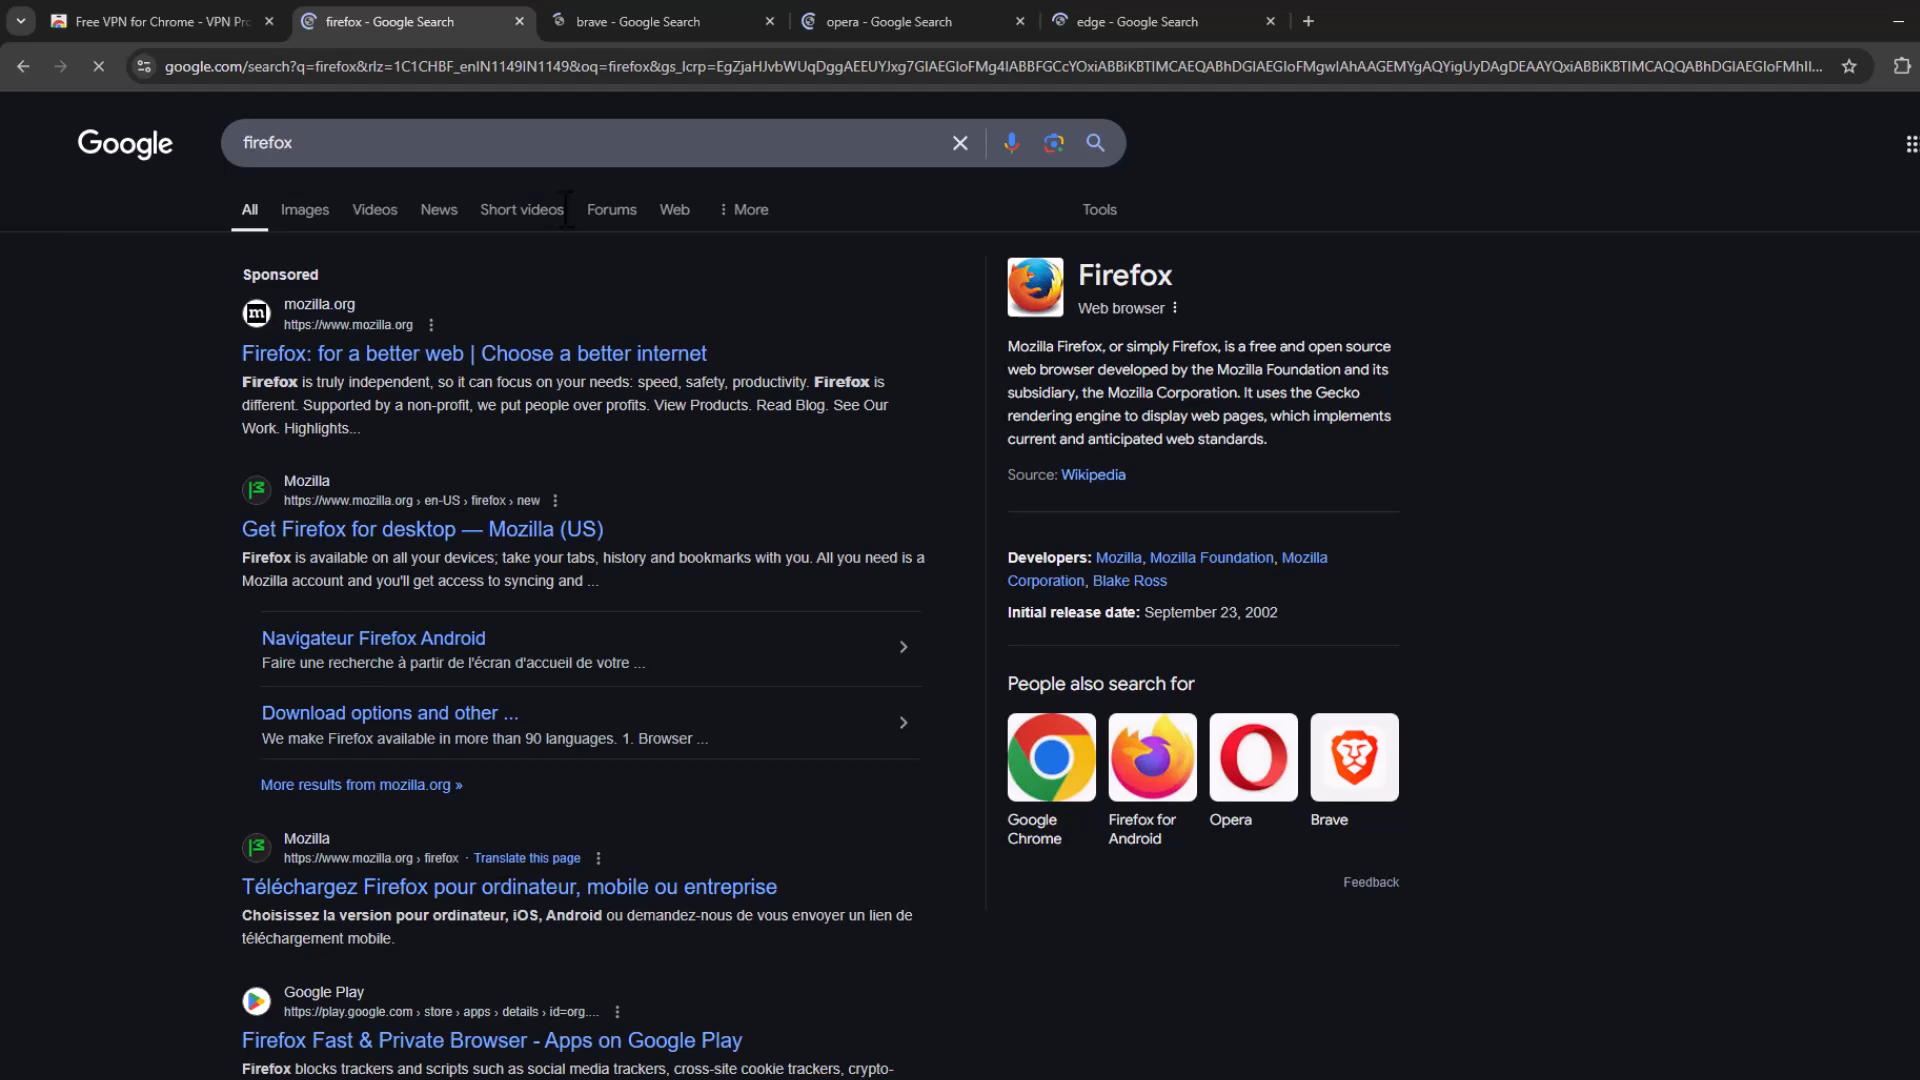 Free VPN for Chrome - VPN Pro
firefox - Google Search
brave - Google Search
opera - Google Search
edge - Google Search
google.com/search?q=firefox&rlz=1C1CHBF_enIN1149IN1149&oq=firefox&gs_lcrp=EgZjaHJvbWUqDggAEEUYJxg7GIAEGIoFMg4IABBFGCcYOxiABBiKBTIMCAEQABhDGIAEGIoFMgwIAhAAGEMYgAQYigUyDAgDEAAYQxiABBiKBTIMCAQQABhDGIAEGIoFMhII...
Google
firefox
All
Images
Videos
News
Short videos
Forums
Web
More
Tools
Sponsored
mozilla.org
https://www.mozilla.org
Firefox: for a better web | Choose a better internet
Firefox is truly independent, so it can focus on your needs: speed, safety, productivity. Firefox is
different. Supported by a non-profit, we put people over profits. View Products. Read Blog. See Our
Work. Highlights...
Mozilla
https://www.mozilla.org › en-US › firefox › new
Get Firefox for desktop — Mozilla (US)
Firefox is available on all your devices; take your tabs, history and bookmarks with you. All you need is a
Mozilla account and you'll get access to syncing and ...
Navigateur Firefox Android
Faire une recherche à partir de l'écran d'accueil de votre ...
Download options and other ...
We make Firefox available in more than 90 languages. 1. Browser ...
More results from mozilla.org »
Mozilla
https://www.mozilla.org › firefox · Translate this page
Téléchargez Firefox pour ordinateur, mobile ou entreprise
Choisissez la version pour ordinateur, iOS, Android ou demandez-nous de vous envoyer un lien de
téléchargement mobile.
Google Play
https://play.google.com › store › apps › details › id=org....
Firefox Fast & Private Browser - Apps on Google Play
Firefox blocks trackers and scripts such as social media trackers, cross-site cookie trackers, crypto-
Firefox
Web browser
Mozilla Firefox, or simply Firefox, is a free and open source
web browser developed by the Mozilla Foundation and its
subsidiary, the Mozilla Corporation. It uses the Gecko
rendering engine to display web pages, which implements
current and anticipated web standards.
Source: Wikipedia
Developers: Mozilla, Mozilla Foundation, Mozilla
Corporation, Blake Ross
Initial release date: September 23, 2002
People also search for
Google
Chrome
Firefox for
Android
Opera
Brave
Feedback